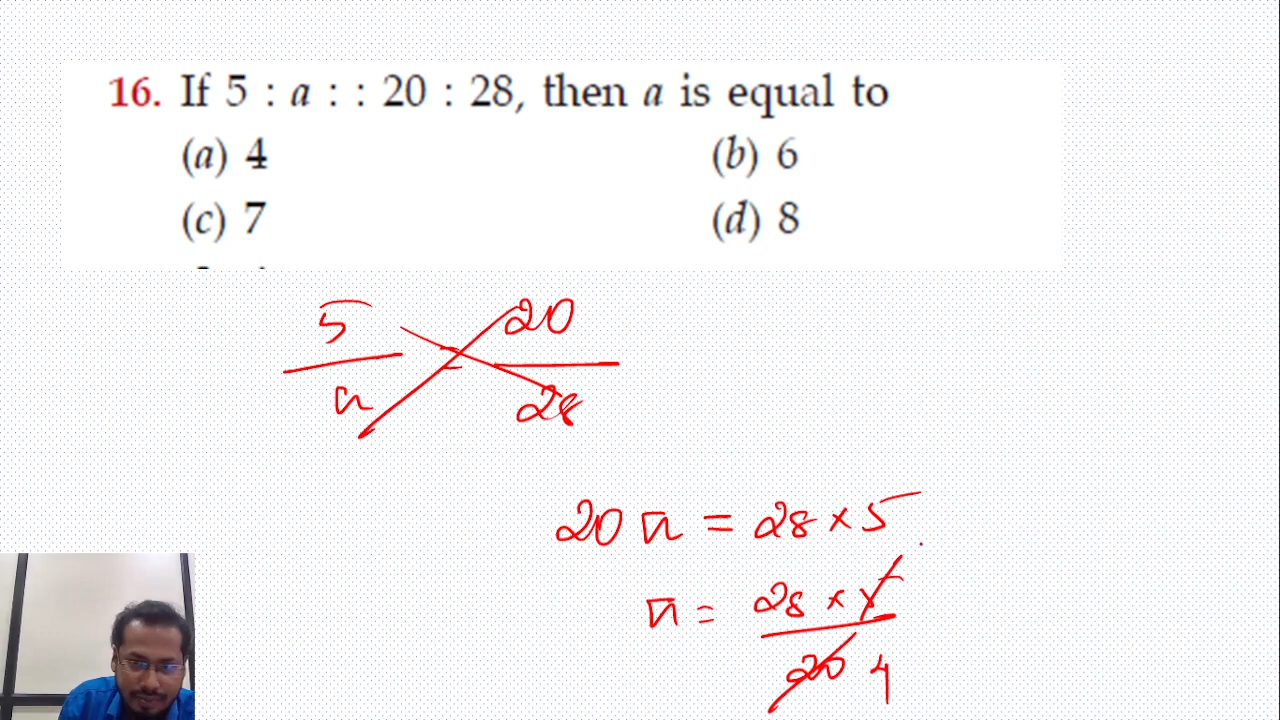 16. If 5 : a : : 20 : 28, then a is equal to
(a) 4 (b) 6
(c) 7 (d) 8
5 20
a = 28
20 a = 28 × 5
a = 28 × 5
20 4